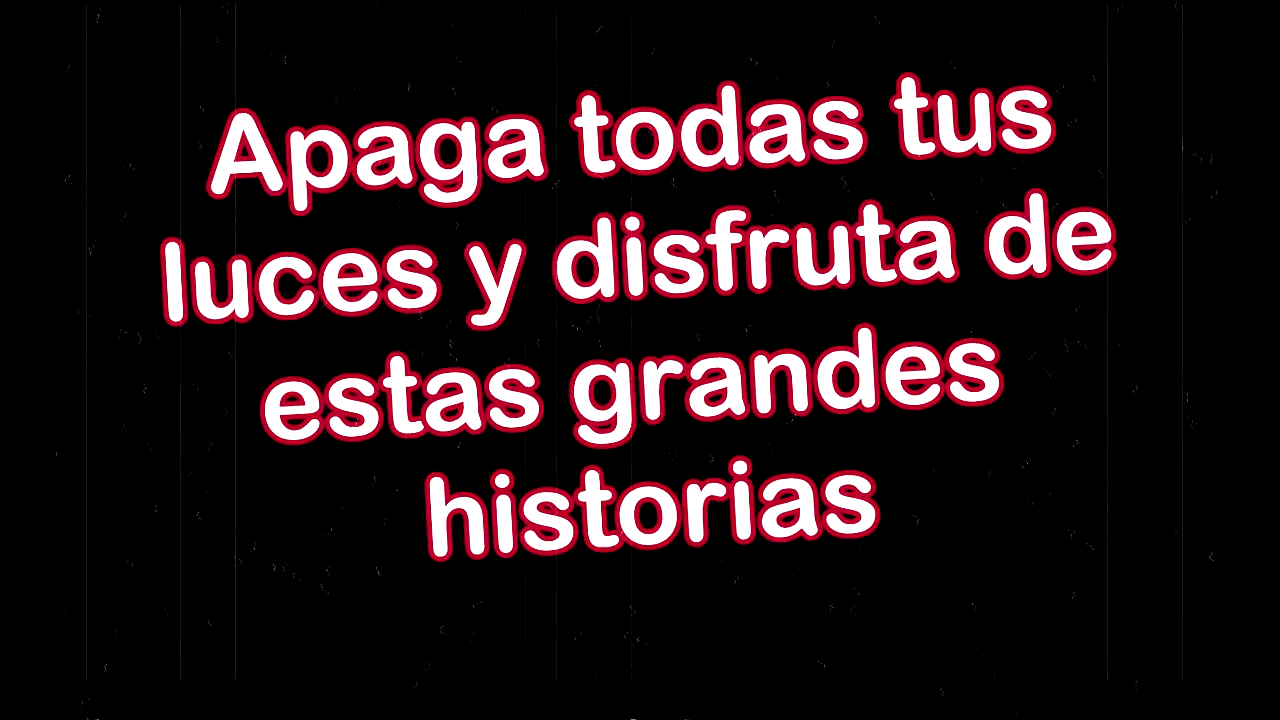 Apaga todas tus
luces y disfruta de
estas grandes
historias